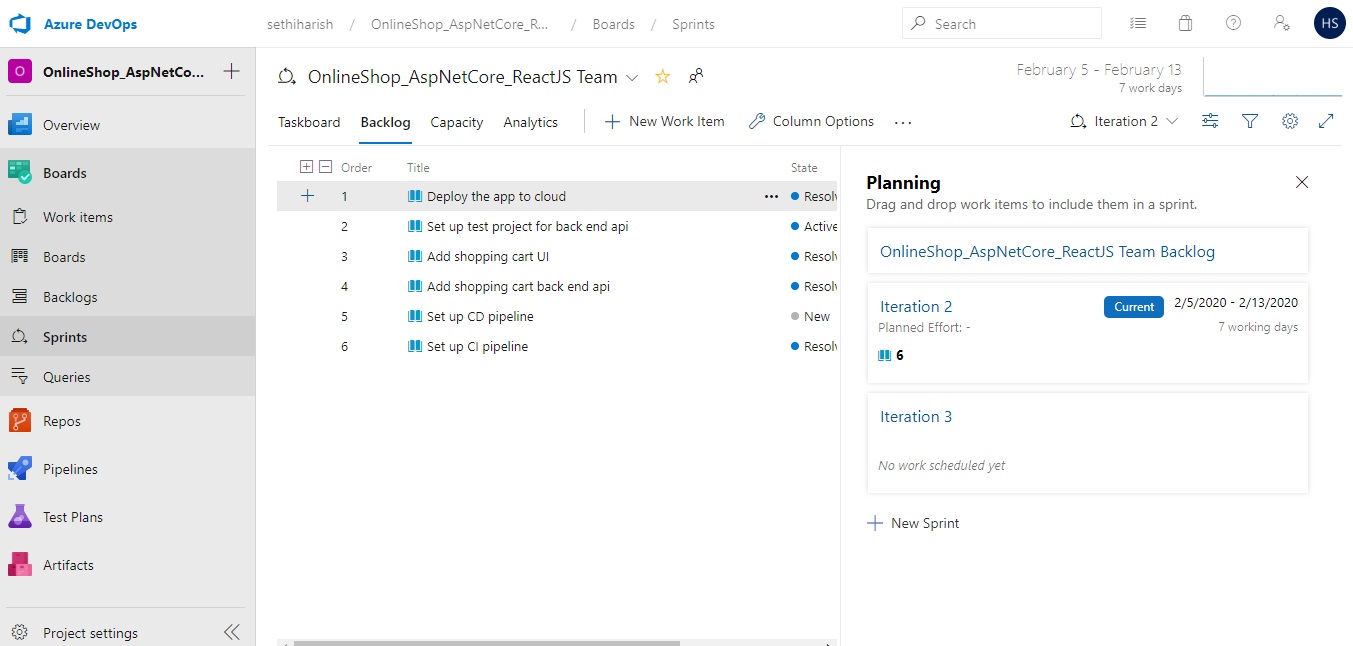 Azure DevOps
sethiharish / OnlineShop_AspNetCore_R... / Boards / Sprints
Search
HS
O OnlineShop_AspNetCo...
Overview
Boards
Work items
Boards
Backlogs
Sprints
Queries
Repos
Pipelines
Test Plans
Artifacts
Project settings
OnlineShop_AspNetCore_ReactJS Team
February 5 - February 13
7 work days
Taskboard Backlog Capacity Analytics New Work Item Column Options ... Iteration 2
Order Title State
1 Deploy the app to cloud ... Resolv
2 Set up test project for back end api Active
3 Add shopping cart UI Resolv
4 Add shopping cart back end api Resolv
5 Set up CD pipeline New
6 Set up CI pipeline Resolv
Planning
Drag and drop work items to include them in a sprint.
OnlineShop_AspNetCore_ReactJS Team Backlog
Iteration 2 Current 2/5/2020 - 2/13/2020
Planned Effort: - 7 working days
6
Iteration 3
No work scheduled yet
New Sprint